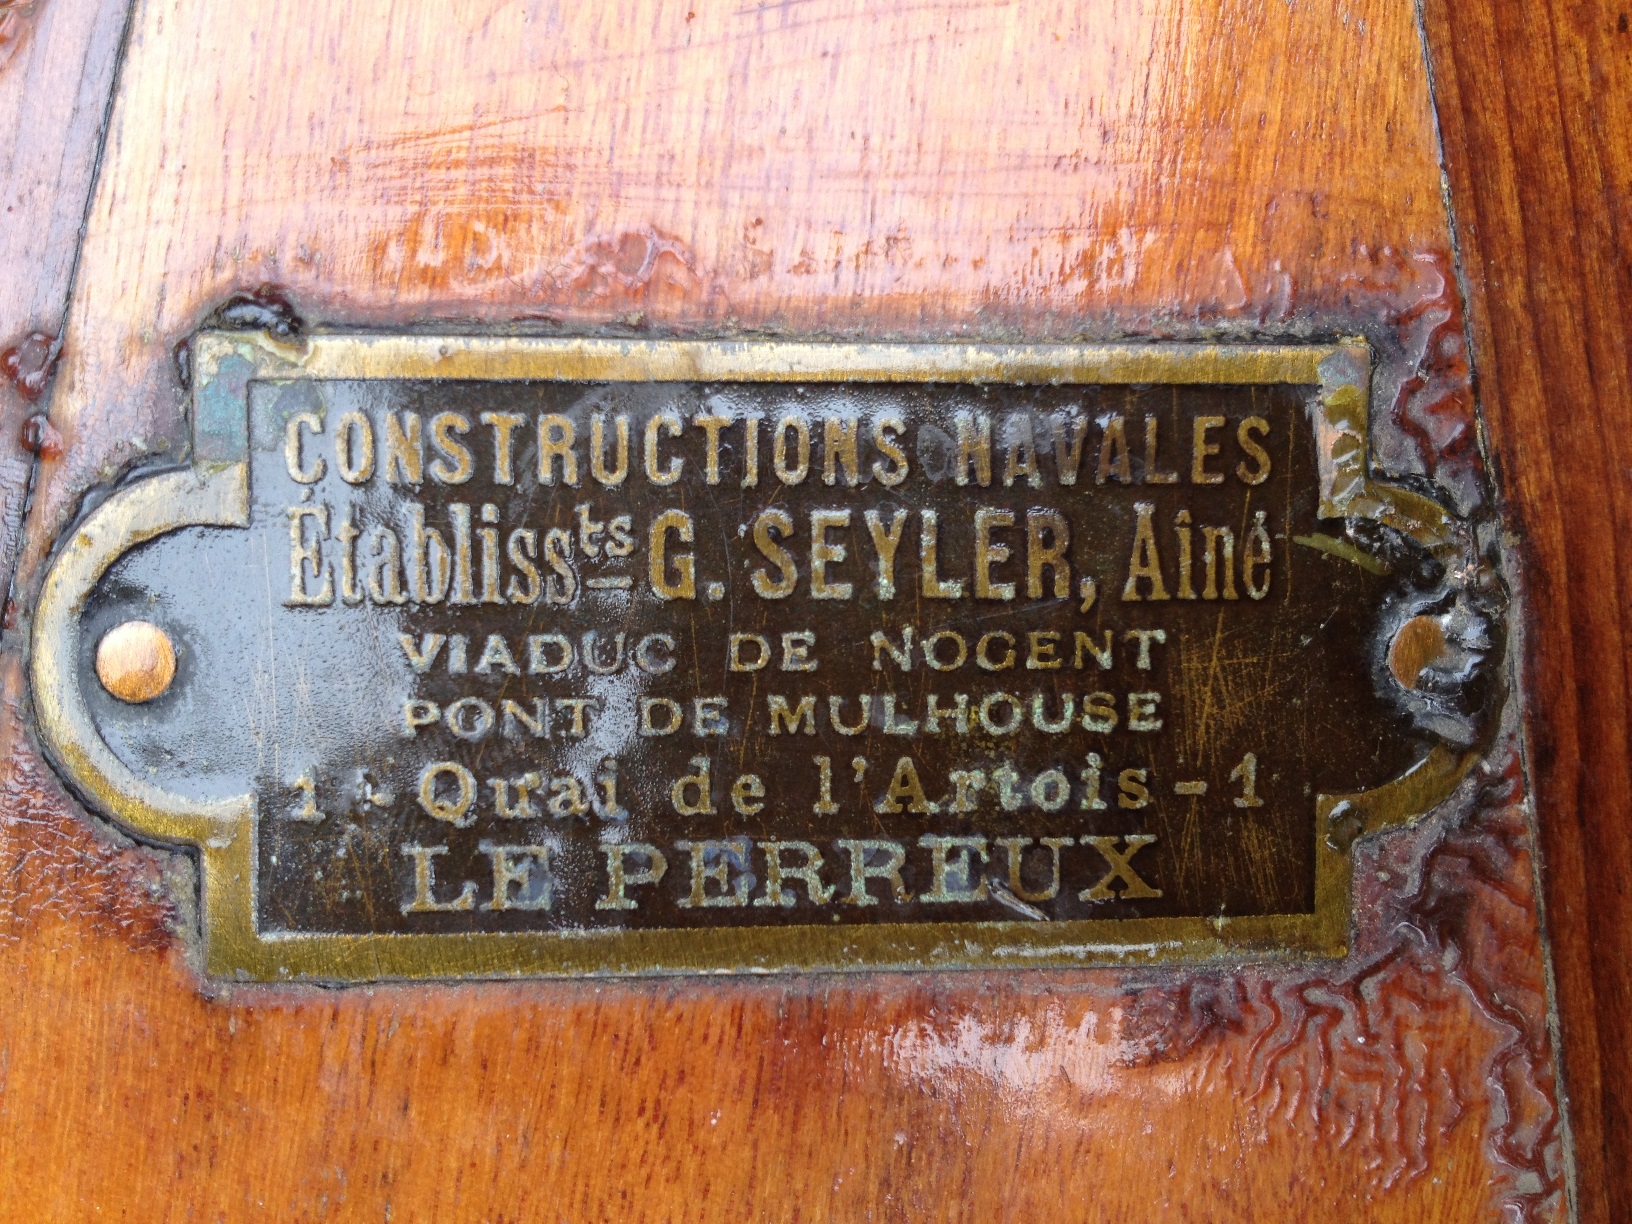 CONSTRUCTIONS NAVALES
Établissts G. SEYLER, Aîné
VIADUC DE NOGENT
PONT DE MULHOUSE
1 - Quai de l'Artois - 1
LE PERREUX